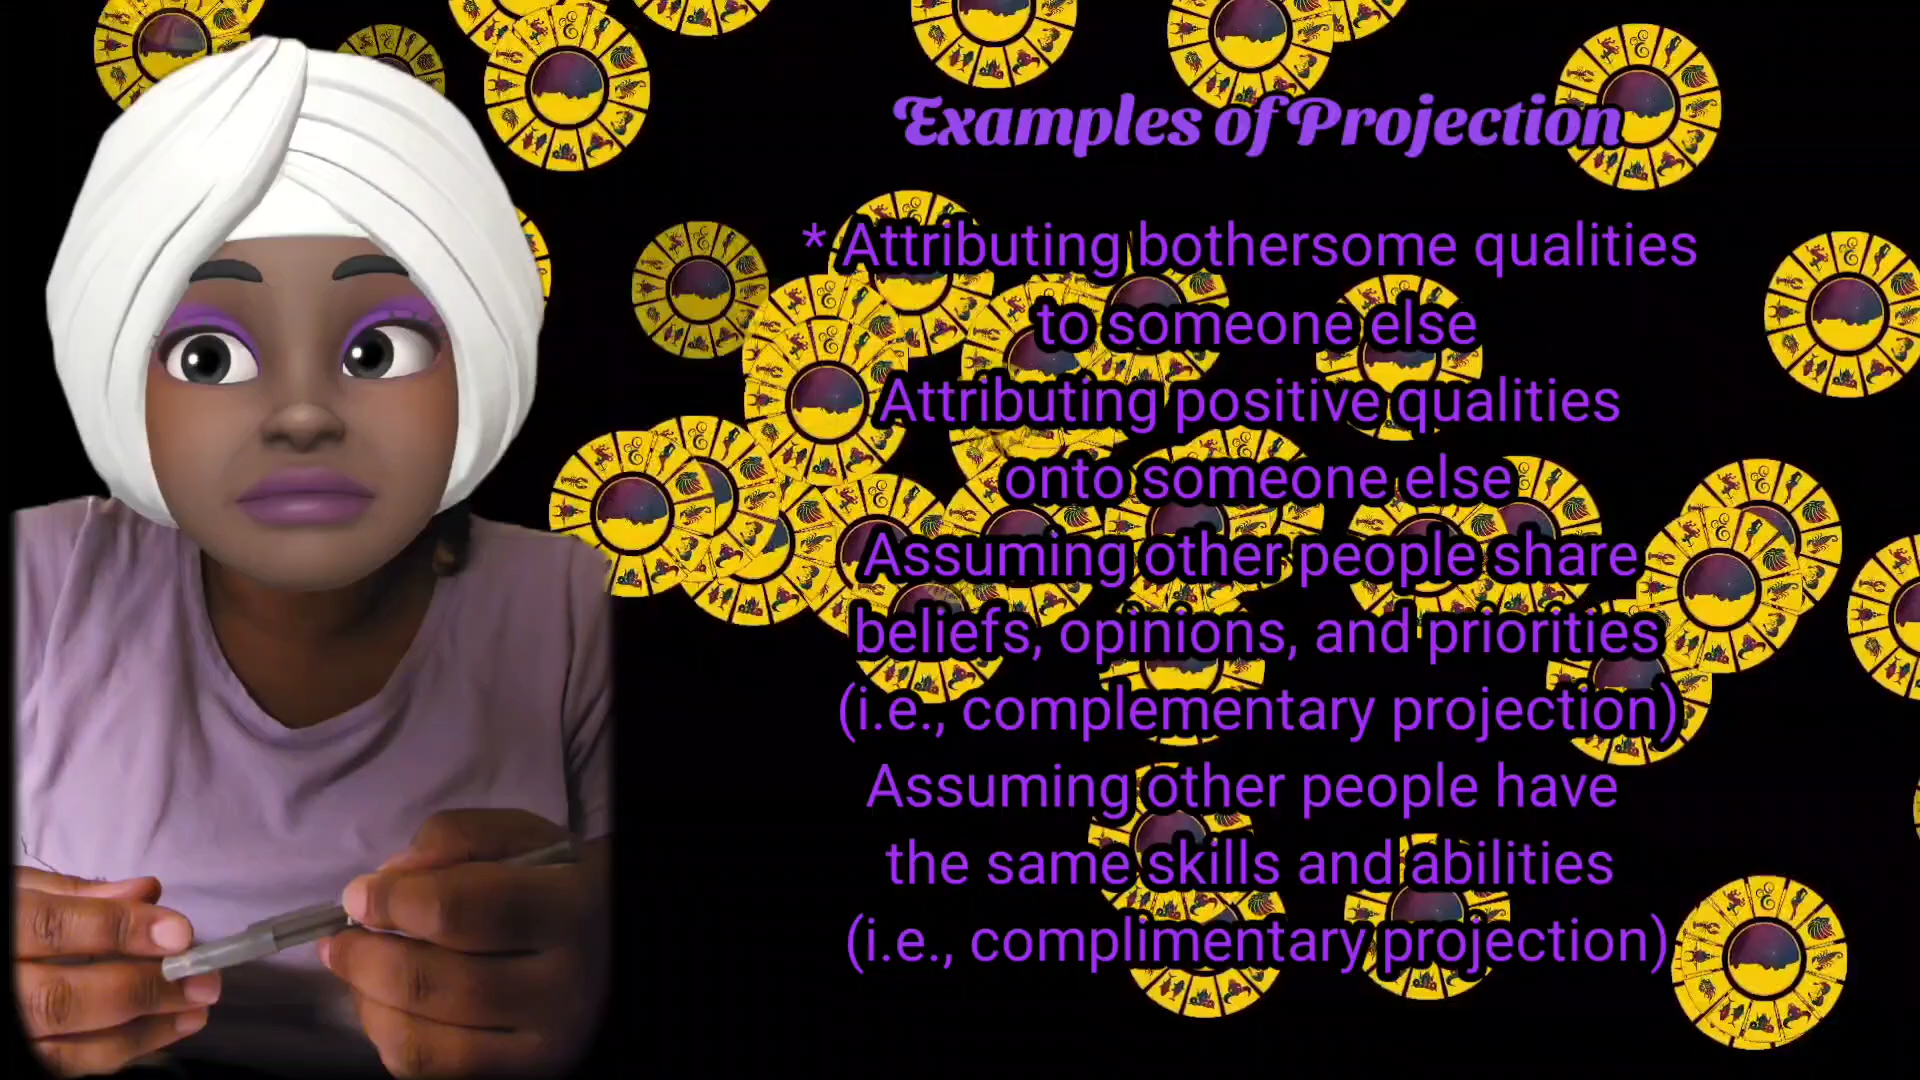 Examples of Projection
* Attributing bothersome qualities
to someone else
Attributing positive qualities
onto someone else
Assuming other people share
beliefs, opinions, and priorities
(i.e., complementary projection)
Assuming other people have
the same skills and abilities
(i.e., complimentary projection)